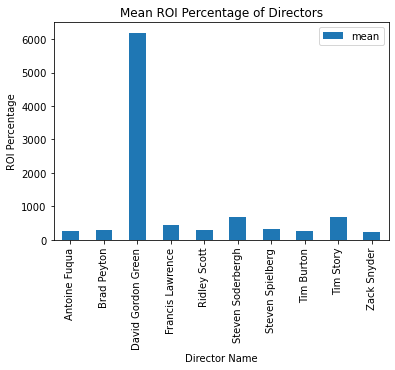 Mean ROI Percentage of Directors
mean
ROI Percentage
6000
5000
4000
3000
2000
1000
0
Antoine Fuqua
Brad Peyton
David Gordon Green
Francis Lawrence
Ridley Scott
Steven Soderbergh
Steven Spielberg
Tim Burton
Tim Story
Zack Snyder
Director Name